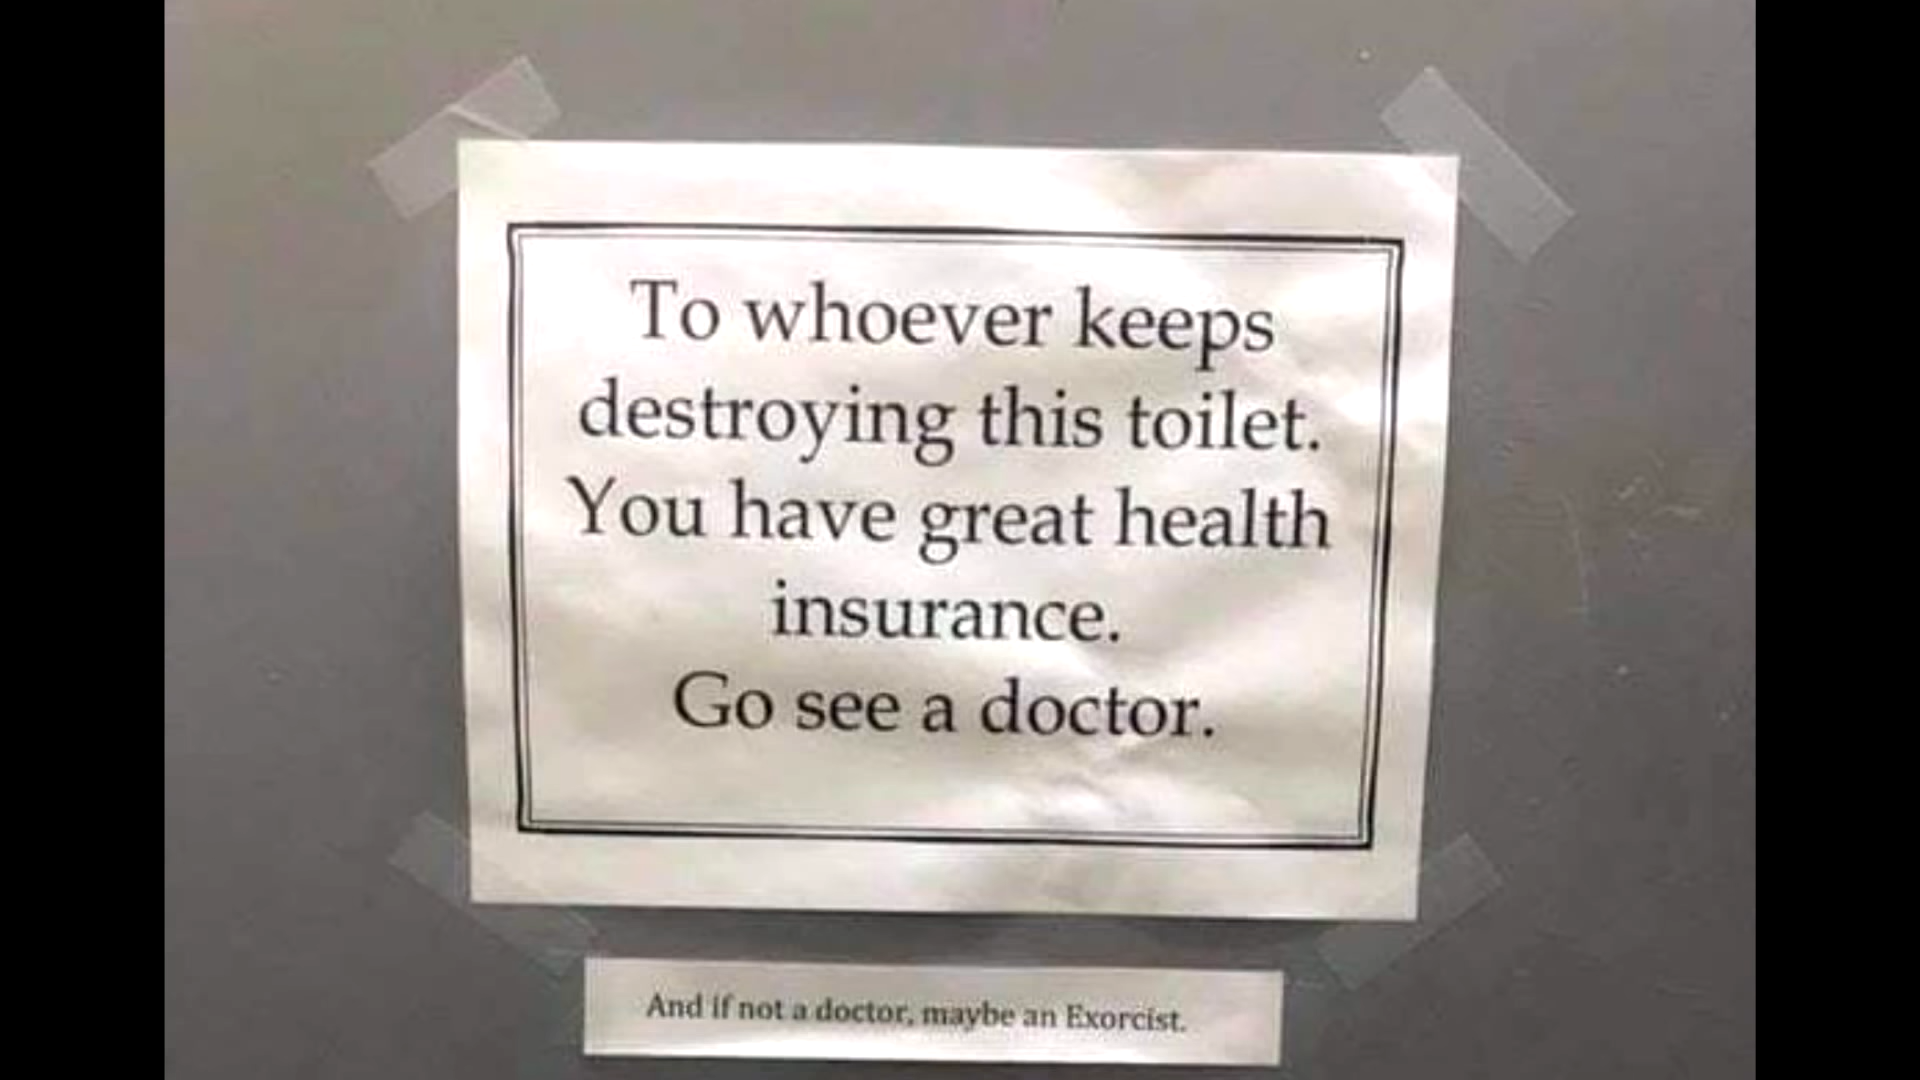 To whoever keeps
destroying this toilet.
You have great health
insurance.
Go see a doctor.
And if not a doctor, maybe an Exorcist.